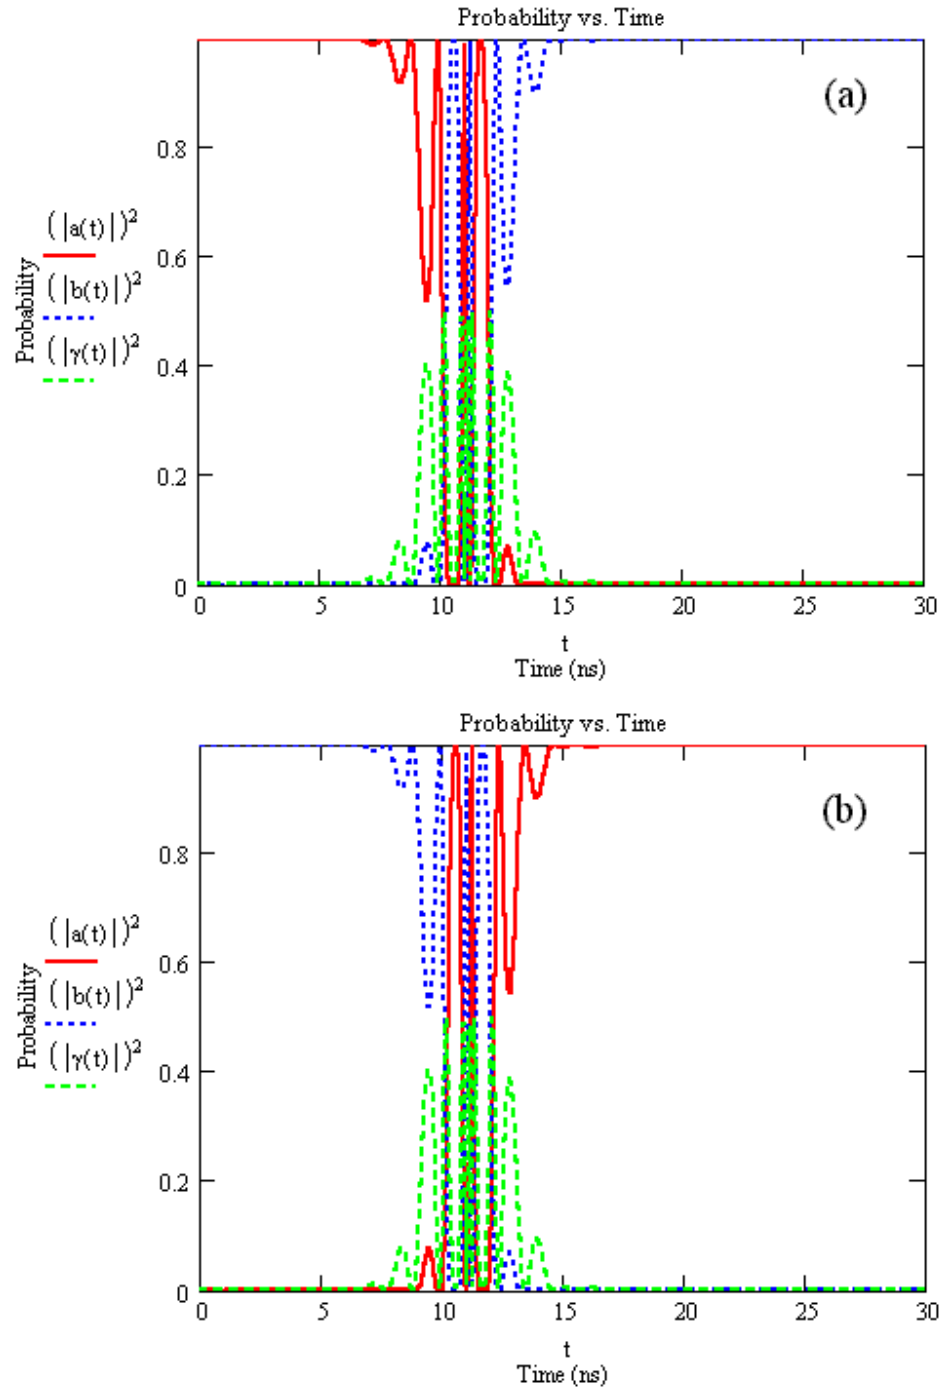 Probability vs. Time
(a)
0.8
0.6
0.4
0.2
0
Probability
(|a(t)|)²
(|b(t)|)²
(|γ(t)|)²
0 5 10 15 20 25 30
t
Time (ns)
Probability vs. Time
(b)
0.8
0.6
0.4
0.2
0
Probability
(|a(t)|)²
(|b(t)|)²
(|γ(t)|)²
0 5 10 15 20 25 30
t
Time (ns)